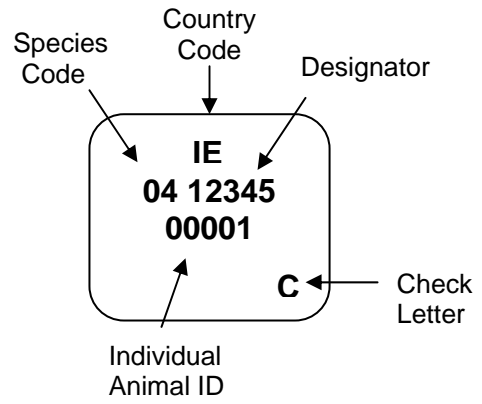 Country
Code
Species
Code
Designator
IE
04 12345
00001
C
Check
Letter
Individual
Animal ID